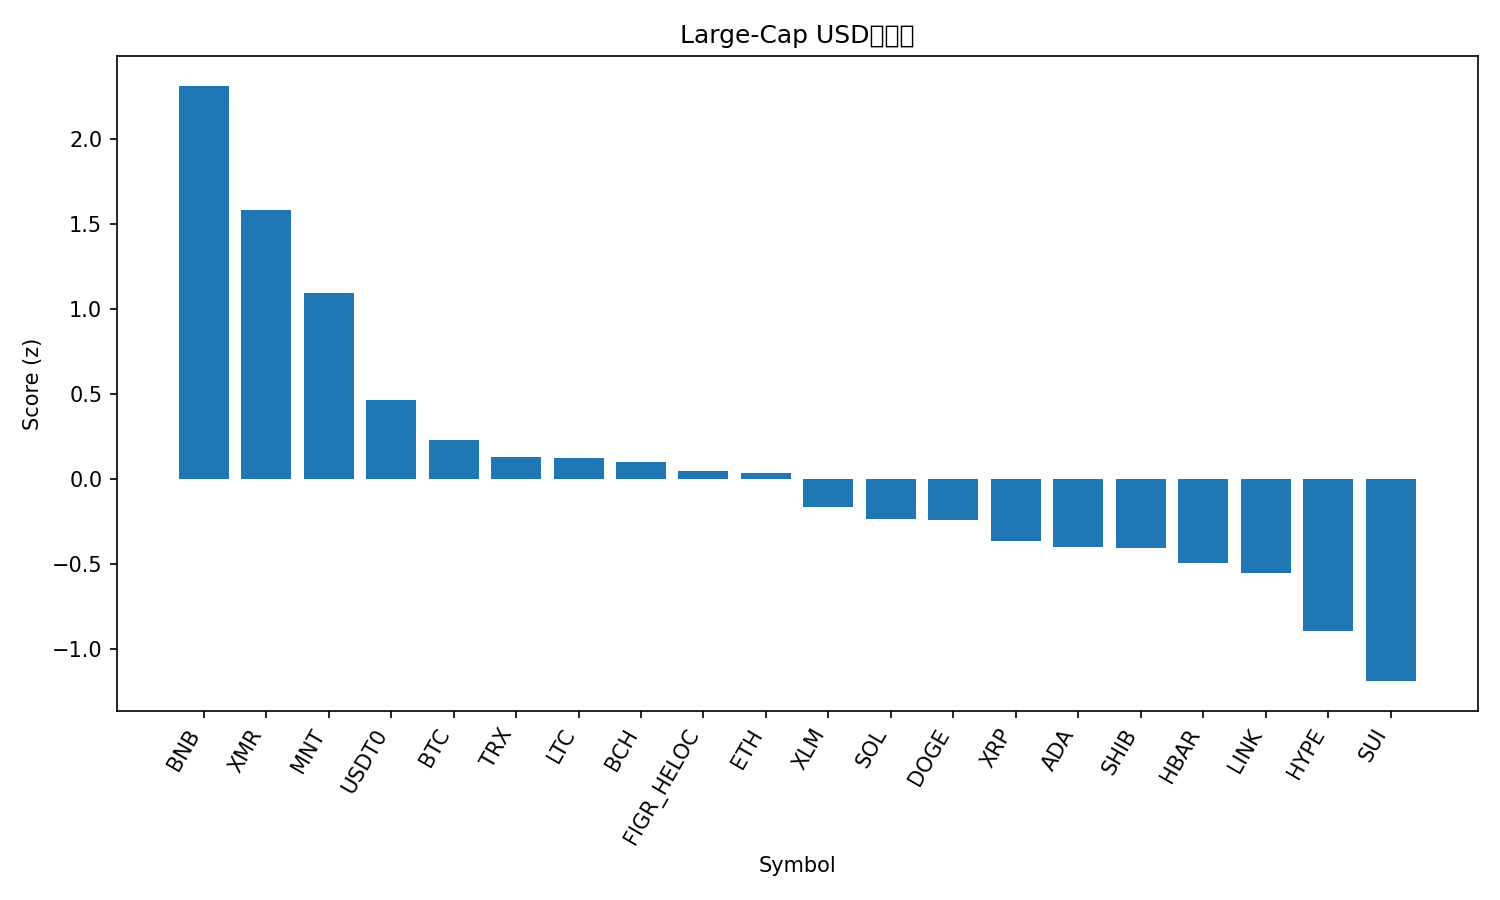 Large-Cap USD
Score (z)
2.0
1.5
1.0
0.5
0.0
−0.5
−1.0
BNB
XMR
MNT
USDT0
BTC
TRX
LTC
BCH
FIGR_HELOC
ETH
XLM
SOL
DOGE
XRP
ADA
SHIB
HBAR
LINK
HYPE
SUI
Symbol